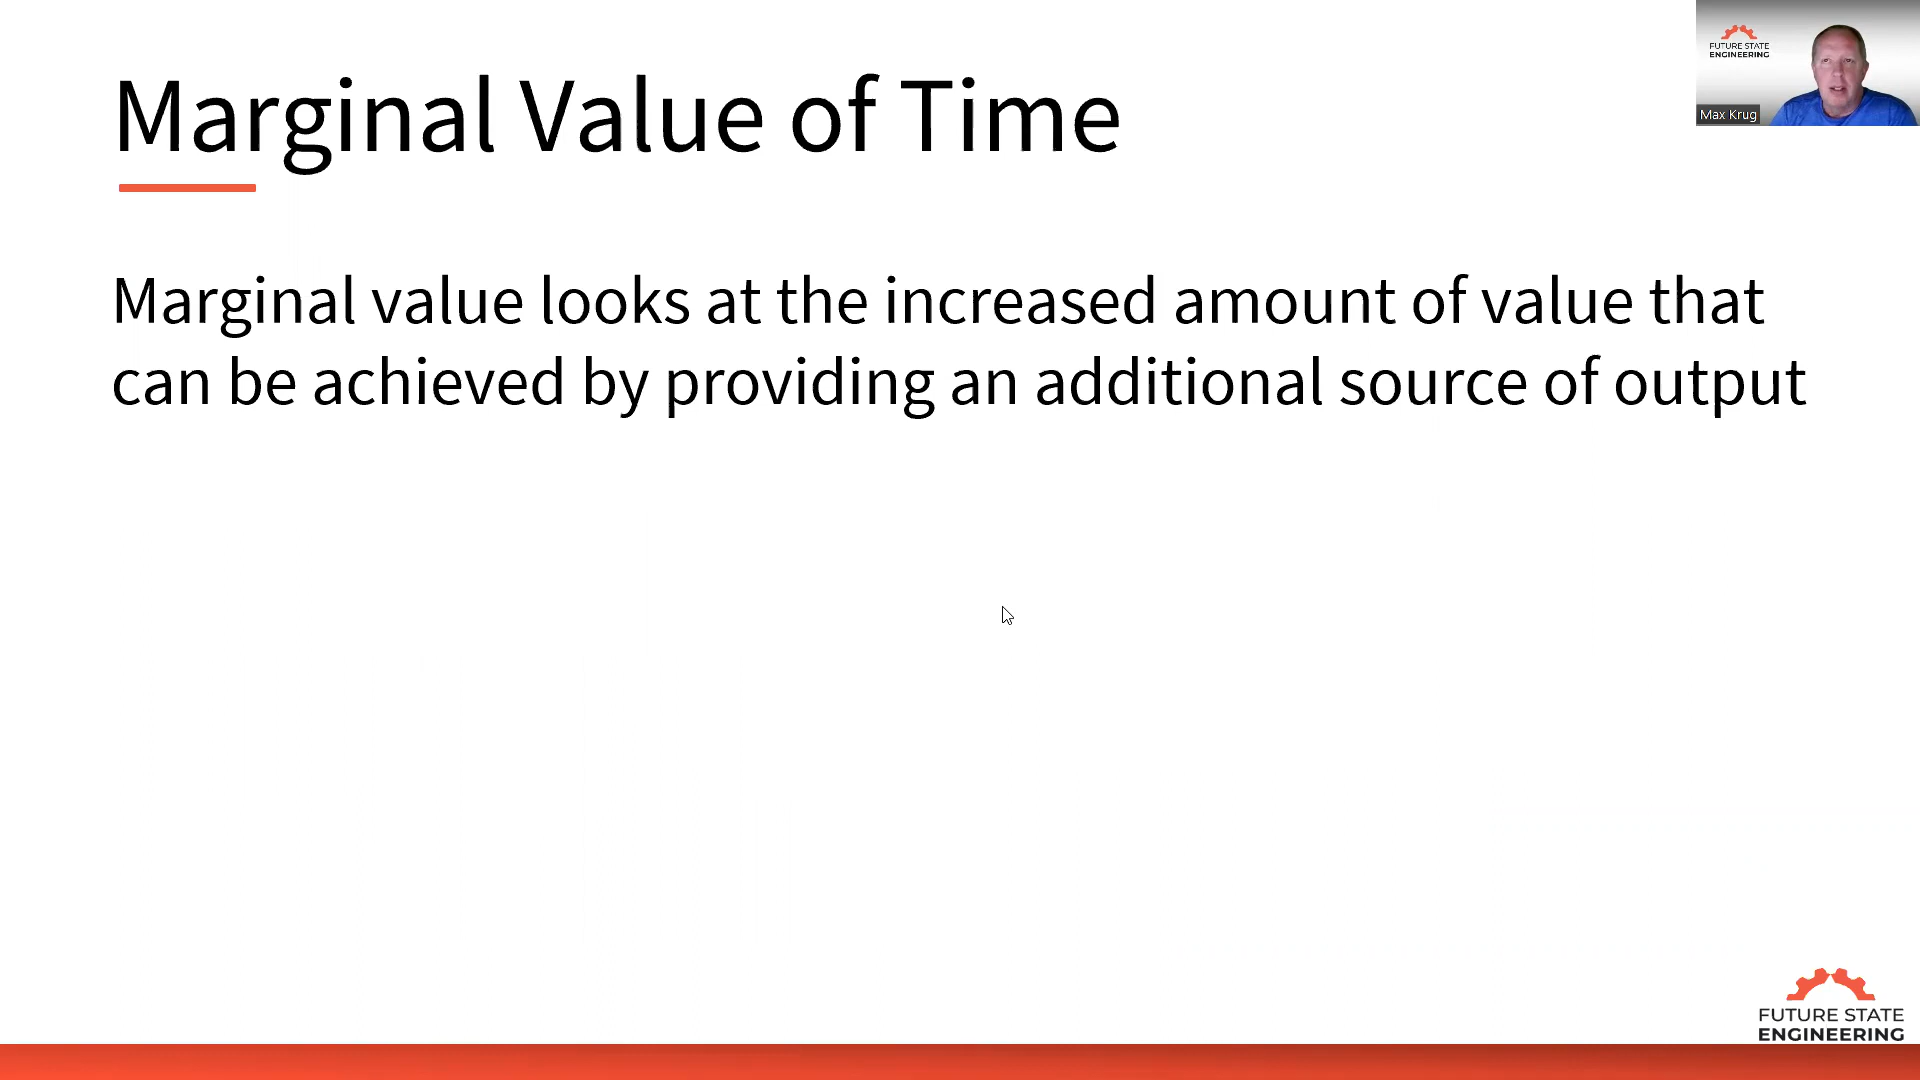 Marginal Value of Time
FUTURE STATE
ENGINEERING
Max Krug
Marginal value looks at the increased amount of value that
can be achieved by providing an additional source of output
FUTURE STATE
ENGINEERING